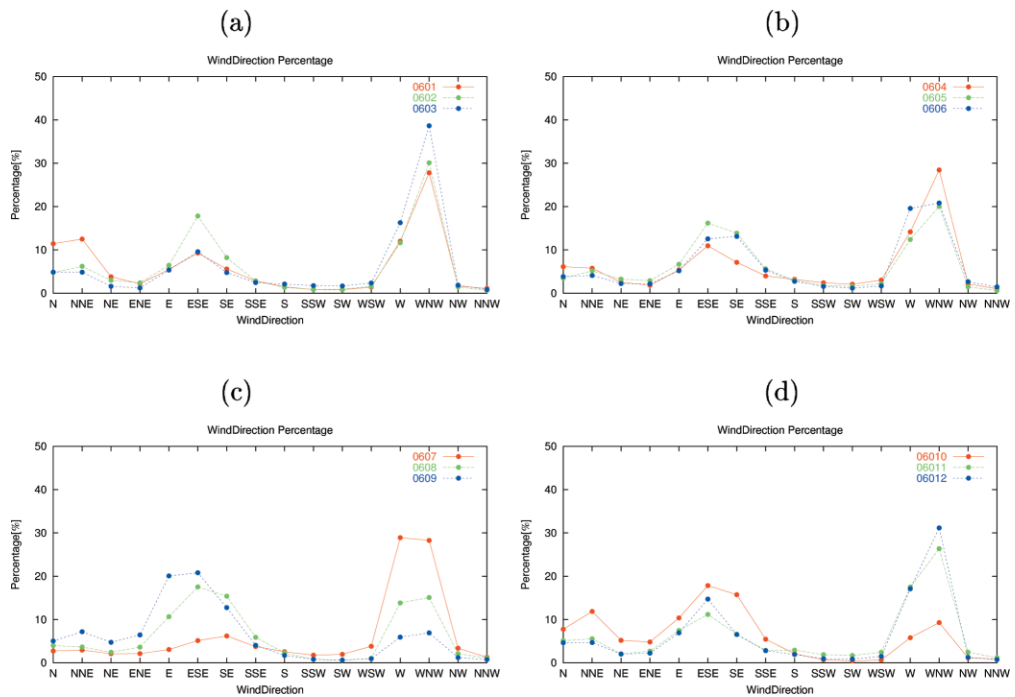 (a)
WindDirection Percentage
50
40
30
20
10
0
Percentage[%]
0601
0602
0603
N NNE NE ENE E ESE SE SSE S SSW SW WSW W WNW NW NNW
WindDirection
(b)
WindDirection Percentage
50
40
30
20
10
0
Percentage[%]
0604
0605
0606
N NNE NE ENE E ESE SE SSE S SSW SW WSW W WNW NW NNW
WindDirection
(c)
WindDirection Percentage
50
40
30
20
10
0
Percentage[%]
0607
0608
0609
N NNE NE ENE E ESE SE SSE S SSW SW WSW W WNW NW NNW
WindDirection
(d)
WindDirection Percentage
50
40
30
20
10
0
Percentage[%]
06010
06011
06012
N NNE NE ENE E ESE SE SSE S SSW SW WSW W WNW NW NNW
WindDirection